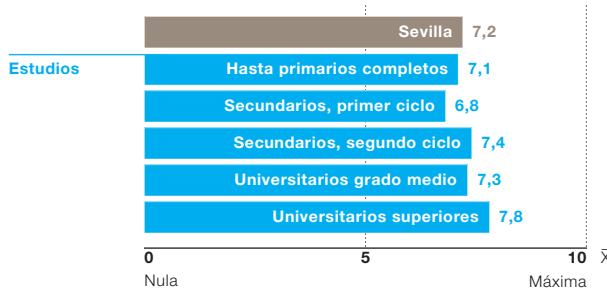 Sevilla 7,2
Estudios Hasta primarios completos 7,1
Secundarios, primer ciclo 6,8
Secundarios, segundo ciclo 7,4
Universitarios grado medio 7,3
Universitarios superiores 7,8
0 5 10 X̅
Nula Máxima